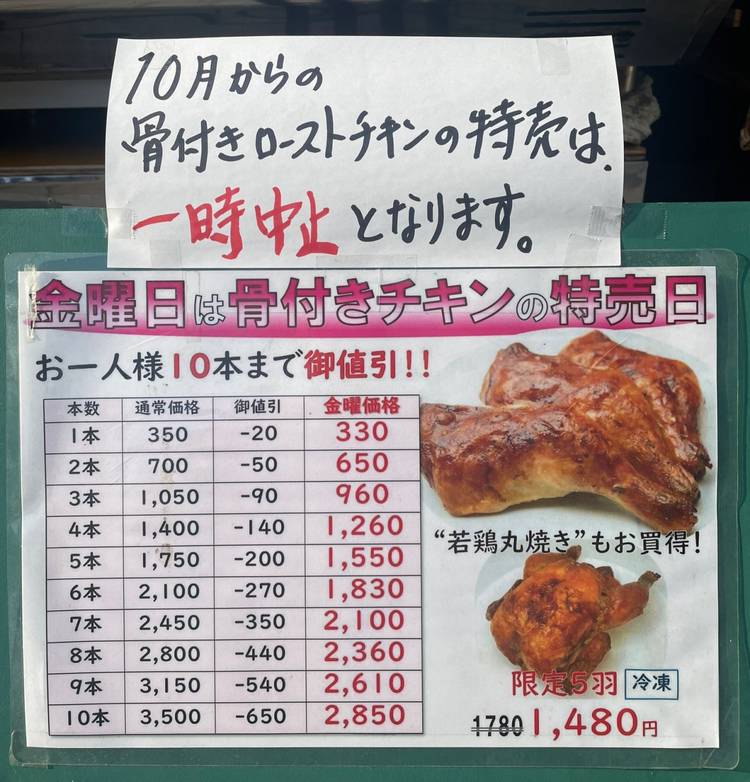 10月からの
骨付きローストチキンの特売は、
一時中止となります。
金曜日は骨付きチキンの特売日
お一人様10本まで御値引!!
本数 通常価格 御値引 金曜価格
1本 350 -20 330
2本 700 -50 650
3本 1,050 -90 960
4本 1,400 -140 1,260
5本 1,750 -200 1,550
6本 2,100 -270 1,830
7本 2,450 -350 2,100
8本 2,800 -440 2,360
9本 3,150 -540 2,610
10本 3,500 -650 2,850
“若鶏丸焼き”もお買得!
限定5羽 冷凍
1780 1,480円